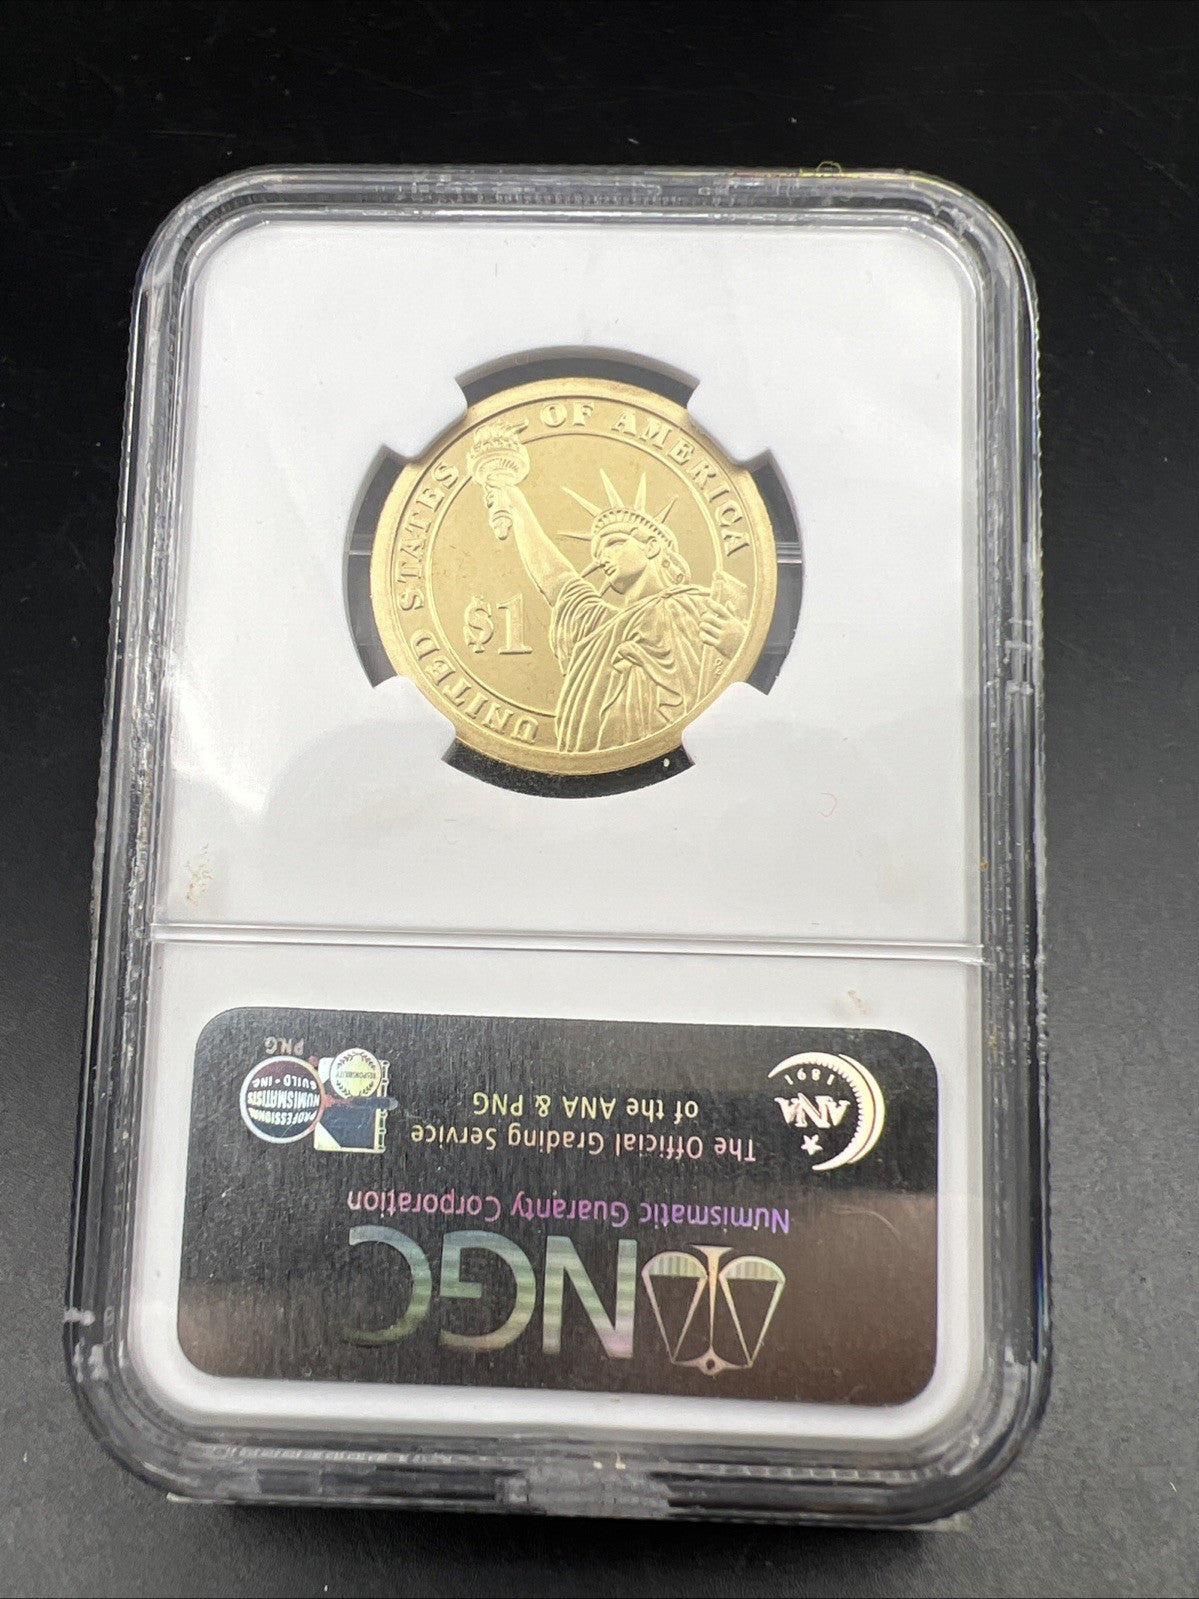 UNITED STATES OF AMERICA
$1
NGC
Numismatic Guaranty Corporation
The Official Grading Service
of the ANA & PNG
ANA
1891
PROFESSIONAL
NUMISMATISTS
GUILD - INC.
RESPONSIBILITY
PNG